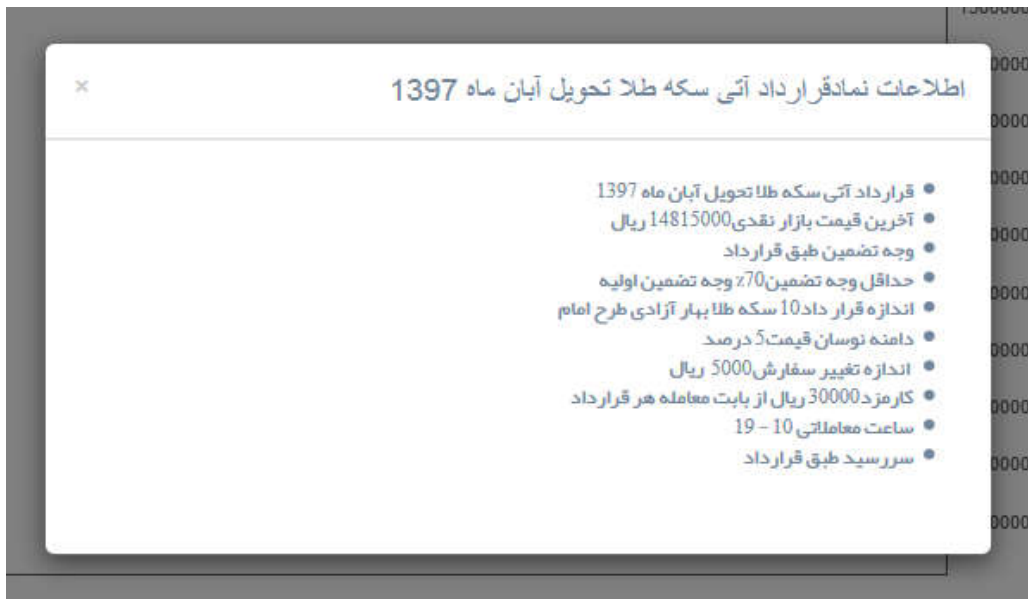 اطلاعات نمادقرارداد آتی سکه طلا تحویل آبان ماه 1397
×
قرارداد آتی سکه طلا تحویل آبان ماه 1397
آخرین قیمت بازار نقدی14815000 ریال
وجه تضمین طبق قرارداد
حداقل وجه تضمین70٪ وجه تضمین اولیه
اندازه قرار داد10 سکه طلا بهار آزادی طرح امام
دامنه نوسان قیمت5 درصد
اندازه تغییر سفارش5000 ریال
کارمزد30000 ریال از بابت معامله هر قرارداد
ساعت معاملاتی 10 – 19
سررسید طبق قرارداد